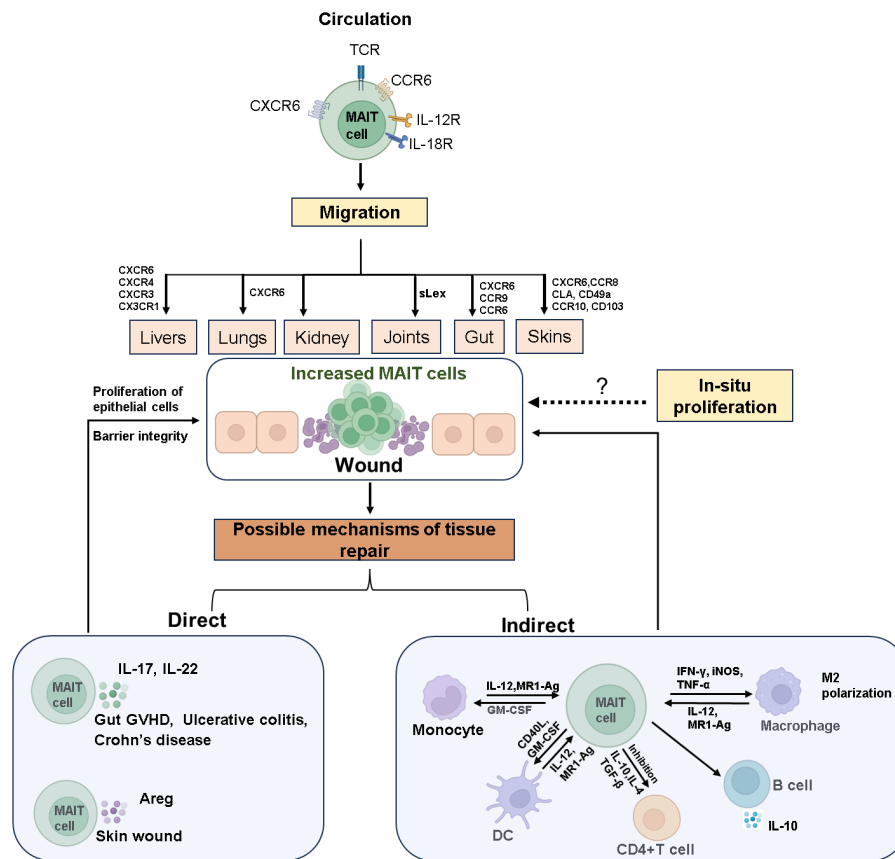 Circulation
TCR
CCR6
CXCR6
MAIT
cell
IL-12R
IL-18R
Migration
CXCR6
CXCR4
CXCR3
CX3CR1
CXCR6
sLex
CXCR6
CCR9
CCR6
CXCR6,CCR8
CLA, CD49a
CCR10, CD103
Livers
Lungs
Kidney
Joints
Gut
Skins
Increased MAIT cells
Wound
Proliferation of
epithelial cells
Barrier integrity
?
In-situ
proliferation
Possible mechanisms of tissue
repair
Direct
Indirect
MAIT
cell
IL-17, IL-22
Gut GVHD, Ulcerative colitis,
Crohn's disease
MAIT
cell
Areg
Skin wound
Monocyte
IL-12,MR1-Ag
GM-CSF
MAIT
cell
IFN-γ, iNOS,
TNF-α
IL-12,
MR1-Ag
M2
polarization
Macrophage
CD40L,
GM-CSF
IL-12,
MR1-Ag
DC
Inhibition
IL-10,IL-4
TGF-β
CD4+T cell
B cell
IL-10